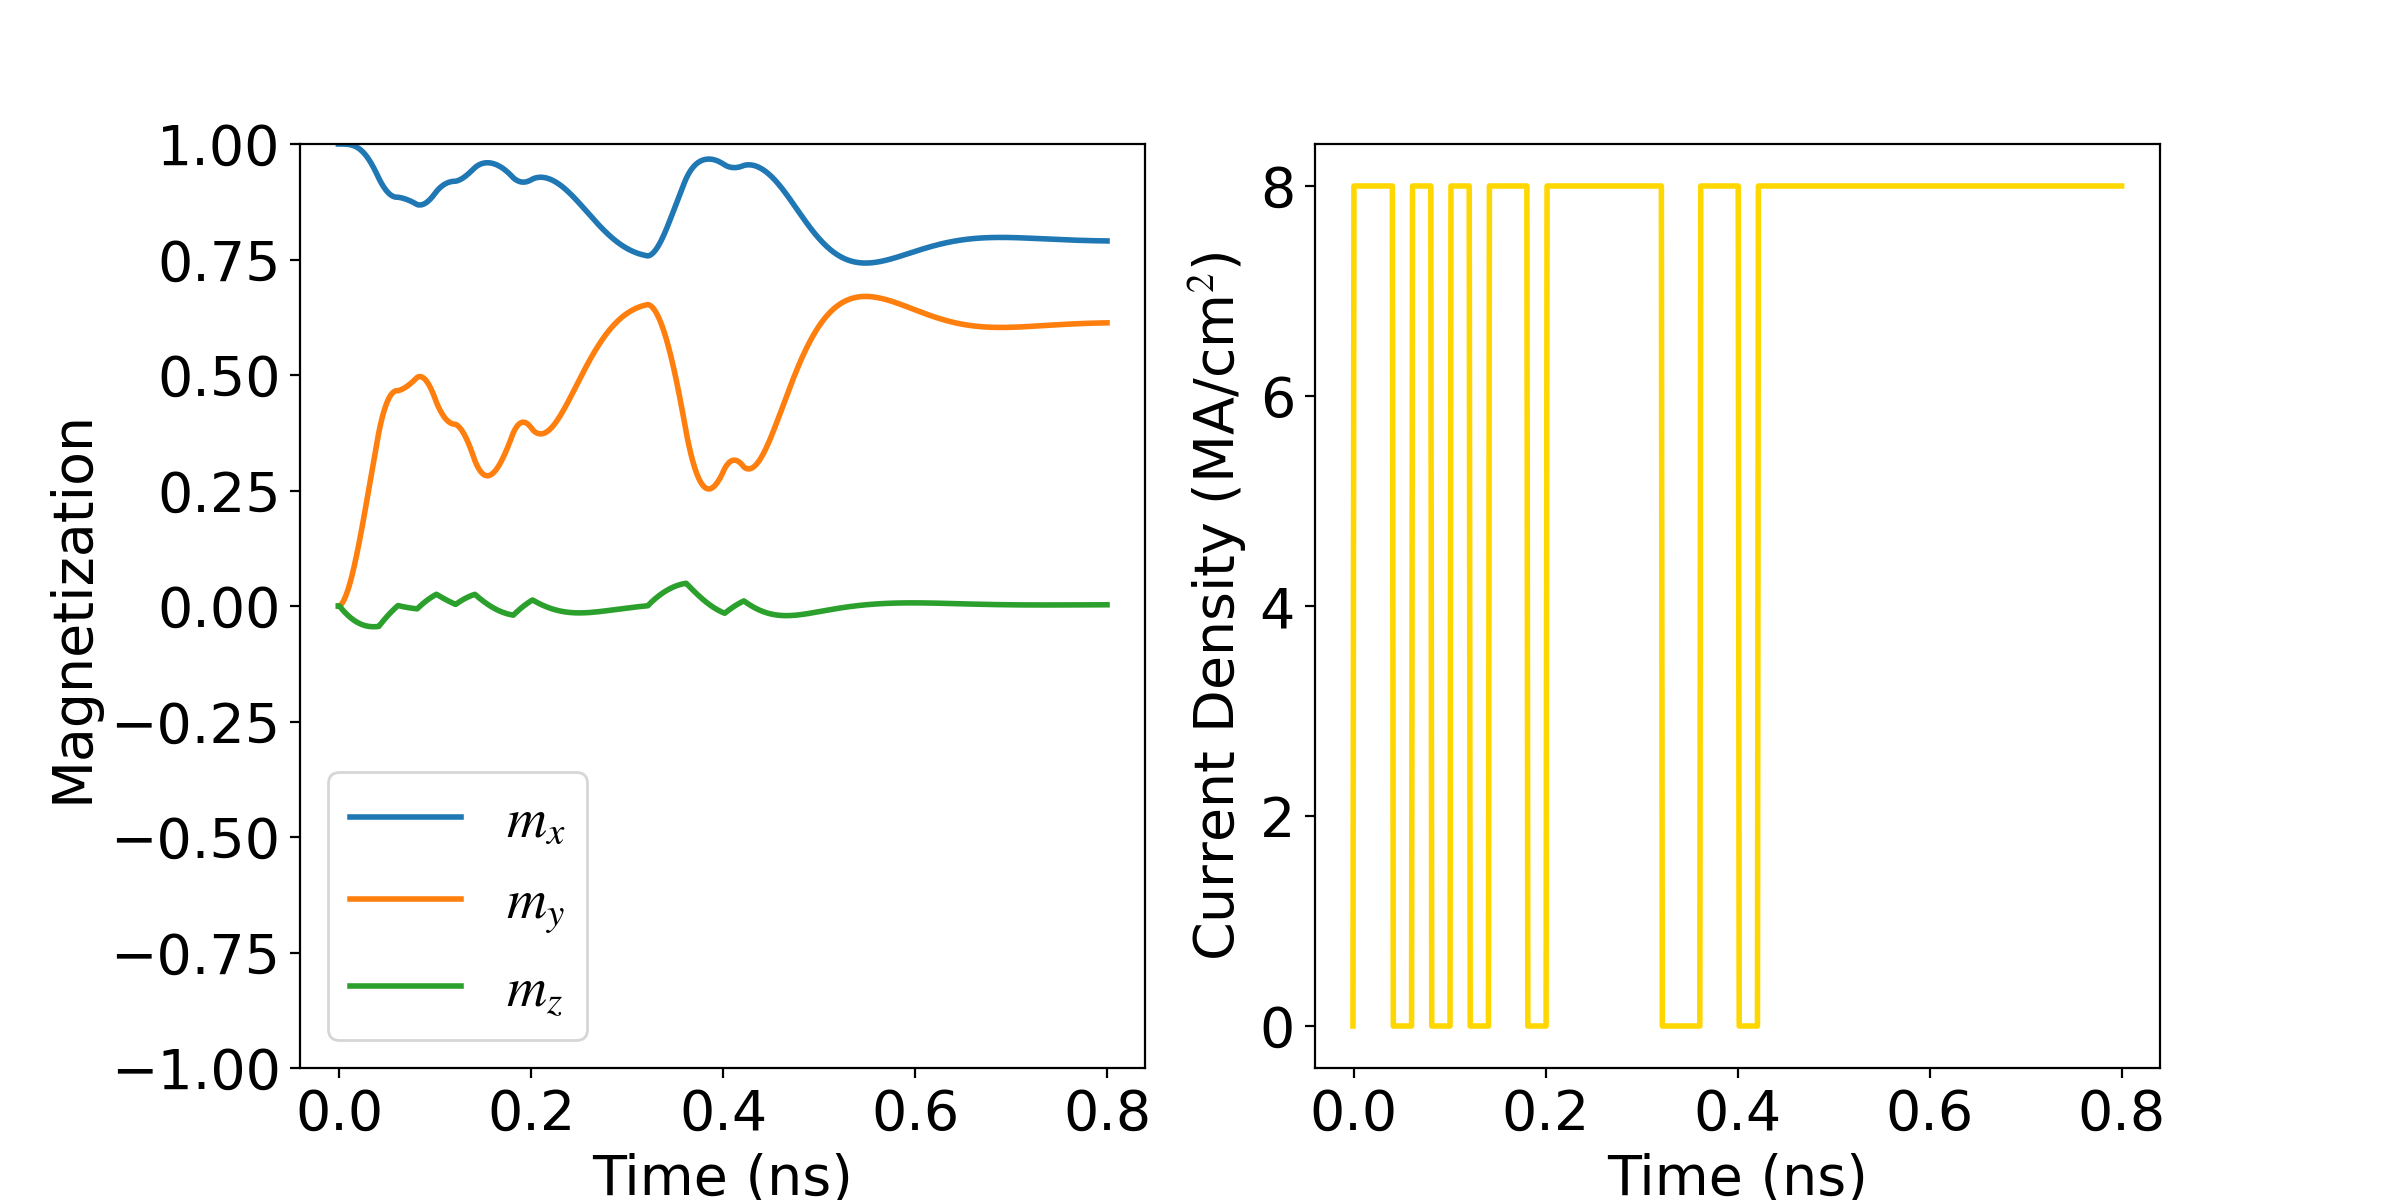 Magnetization
1.00
0.75
0.50
0.25
0.00
−0.25
−0.50
−0.75
−1.00
m_x
m_y
m_z
0.0 0.2 0.4 0.6 0.8
Time (ns)
Current Density (MA/cm²)
8
6
4
2
0
0.0 0.2 0.4 0.6 0.8
Time (ns)